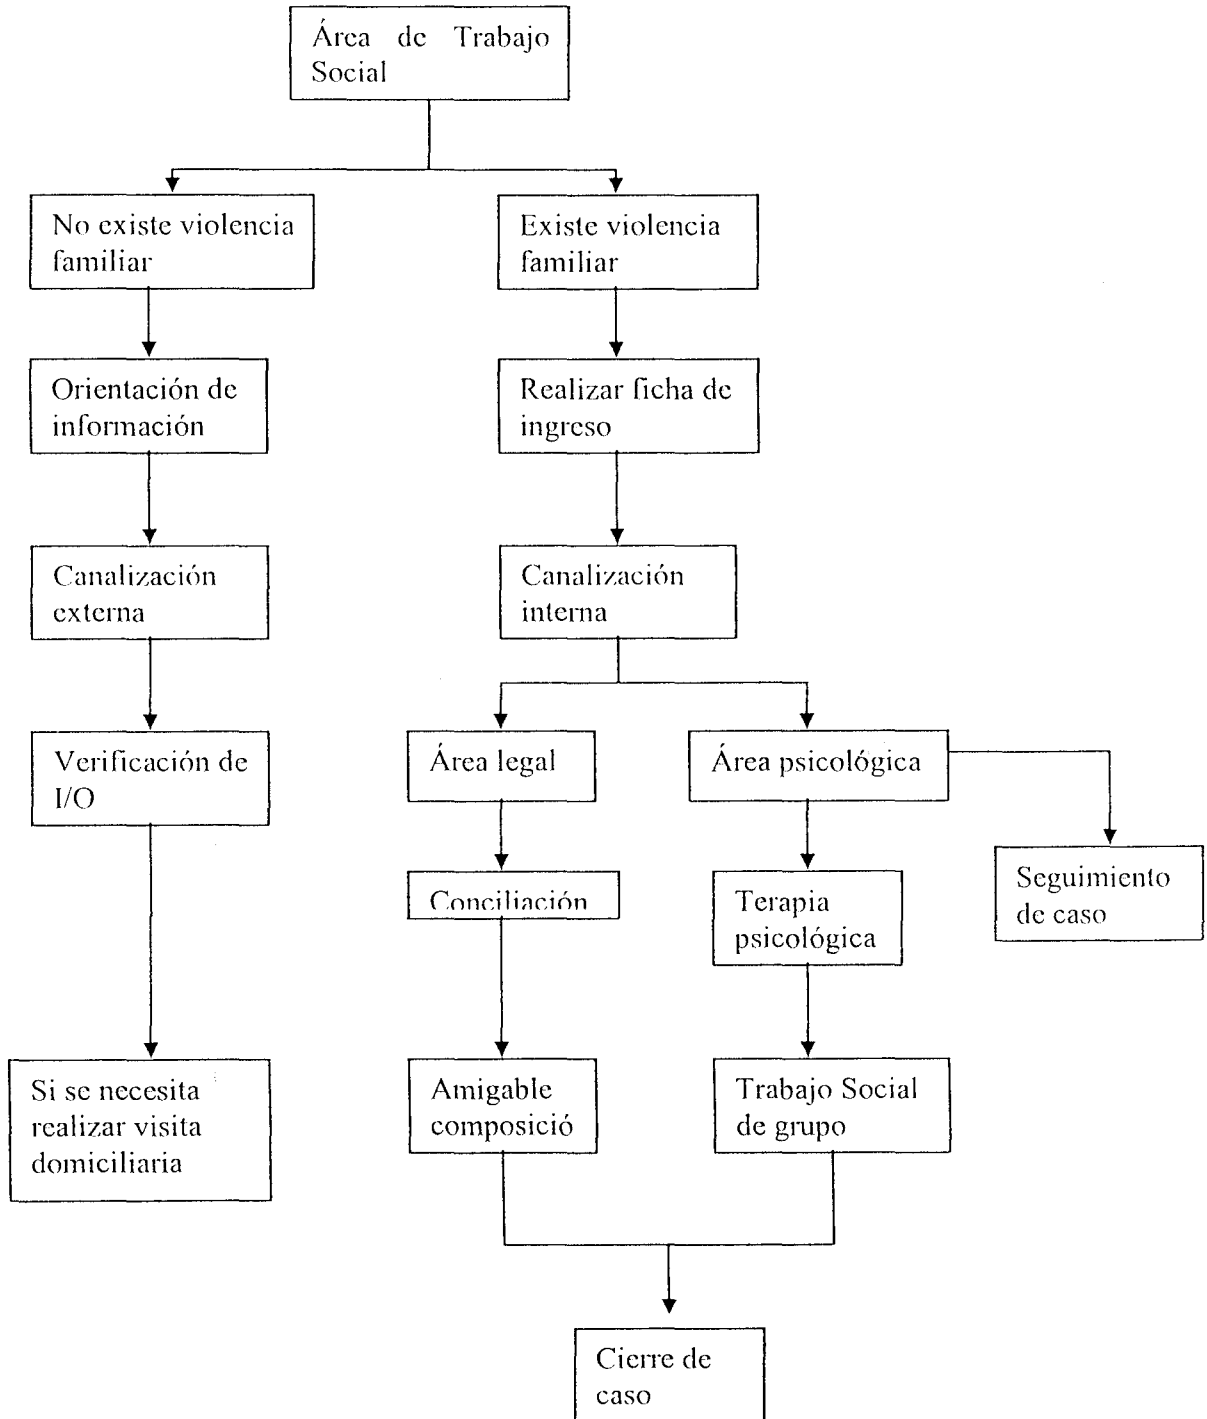 Área de Trabajo
Social
No existe violencia
familiar
Existe violencia
familiar
Orientación de
información
Realizar ficha de
ingreso
Canalización
externa
Canalización
interna
Verificación de
I/O
Área legal
Área psicológica
Conciliación
Terapia
psicológica
Seguimiento
de caso
Si se necesita
realizar visita
domiciliaria
Amigable
composició
Trabajo Social
de grupo
Cierre de
caso